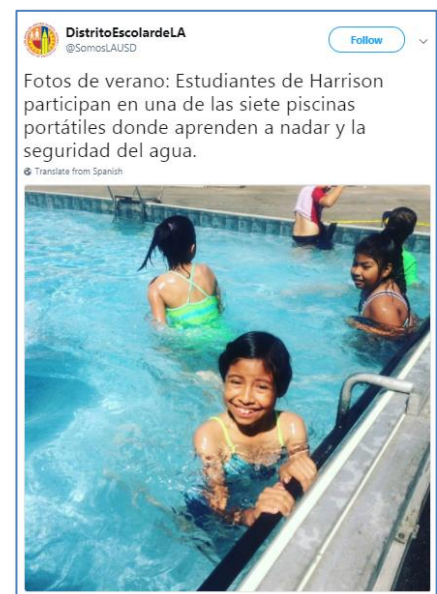 DistritoEscolardeLA
@SomosLAUSD
Follow
Fotos de verano: Estudiantes de Harrison
participan en una de las siete piscinas
portátiles donde aprenden a nadar y la
seguridad del agua.
Translate from Spanish